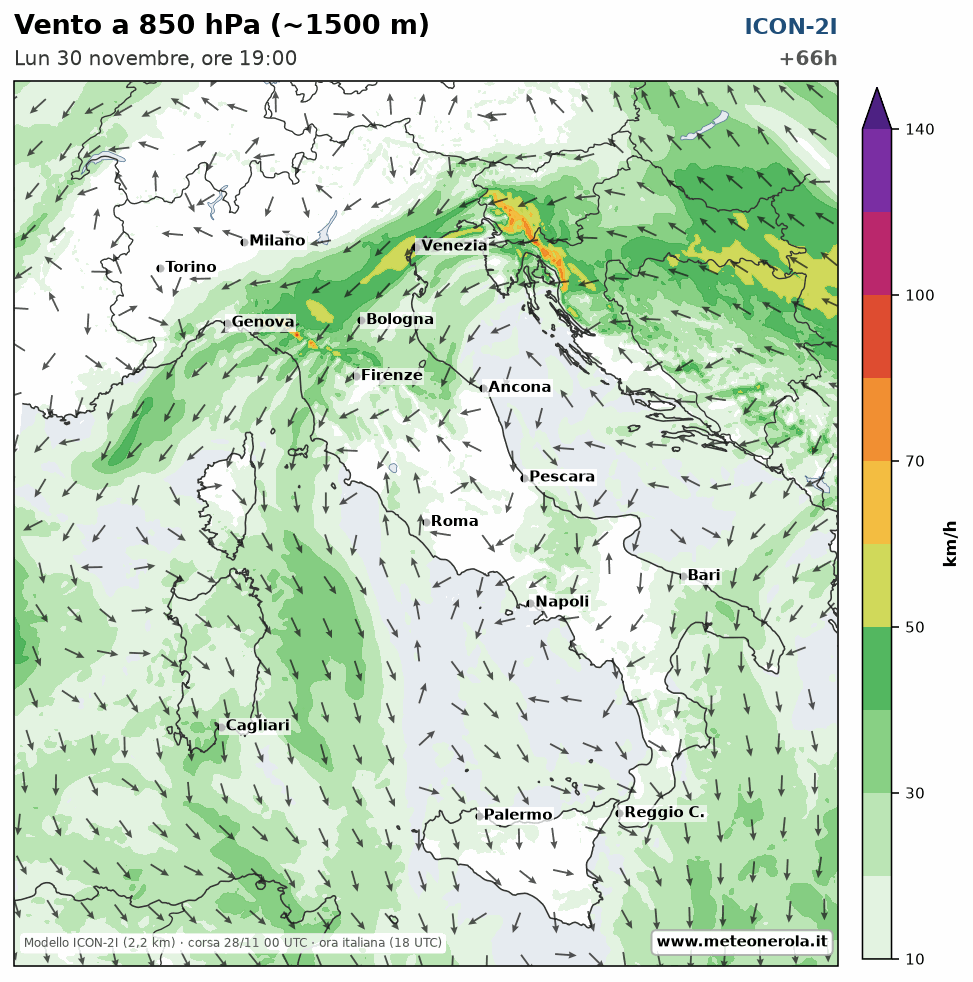 Vento a 850 hPa (~1500 m)
ICON-2I
Lun 30 novembre, ore 19:00
+66h
140
100
70
50
30
10
km/h
Milano
Venezia
Torino
Genova
Bologna
Firenze
Ancona
Pescara
Roma
Bari
Napoli
Cagliari
Palermo
Reggio C.
Modello ICON-2I (2,2 km) · corsa 28/11 00 UTC · ora italiana (18 UTC)
www.meteonerola.it